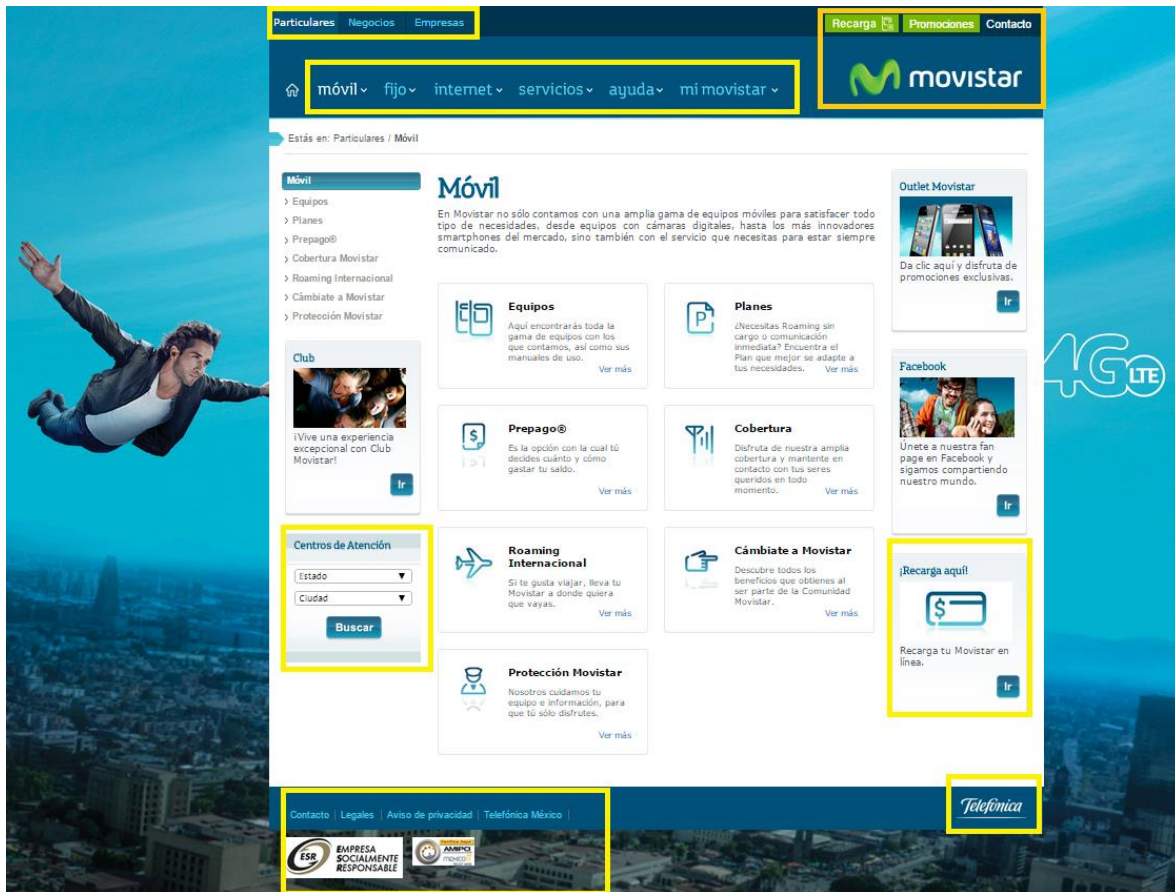 Particulares Negocios Empresas
Recarga Promociones Contacto
movistar
móvil fijo internet servicios ayuda mi movistar
Estás en: Particulares / Móvil
Móvil
Equipos
Planes
Prepago®
Cobertura Movistar
Roaming Internacional
Cámbiate a Movistar
Protección Movistar
Club
¡Vive una experiencia
excepcional con Club
Movistar!
Ir
Centros de Atención
Estado
Ciudad
Buscar
Móvil
En Movistar no sólo contamos con una amplia gama de equipos móviles para satisfacer todo
tipo de necesidades, desde equipos con cámaras digitales, hasta los más innovadores
smartphones del mercado, sino también con el servicio que necesitas para estar siempre
comunicado.
Equipos
Aquí encontrarás toda la
gama de equipos con los
que contamos, así como sus
manuales de uso.
Ver más
Planes
¿Necesitas Roaming sin
cargo o comunicación
inmediata? Encuentra el
Plan que mejor se adapte a
tus necesidades. Ver más
Prepago®
Es la opción con la cual tú
decides cuánto y cómo
gastar tu saldo.
Ver más
Cobertura
Disfruta de nuestra amplia
cobertura y mantente en
contacto con tus seres
queridos en todo
momento. Ver más
Roaming
Internacional
Si te gusta viajar, lleva tu
Movistar a donde quiera
que vayas.
Ver más
Cámbiate a Movistar
Descubre todos los
beneficios que obtienes al
ser parte de la Comunidad
Movistar.
Ver más
Protección Movistar
Nosotros cuidamos tu
equipo e información, para
que tú sólo disfrutes.
Ver más
Outlet Movistar
Da clic aquí y disfruta de
promociones exclusivas.
Ir
Facebook
Únete a nuestra fan
page en Facebook y
sigamos compartiendo
nuestro mundo.
Ir
¡Recarga aquí!
$
Recarga tu Movistar en
línea.
Ir
4G LTE
Contacto | Legales | Aviso de privacidad | Telefónica México |
Telefónica
ESR
EMPRESA
SOCIALMENTE
RESPONSABLE
AMIPCI